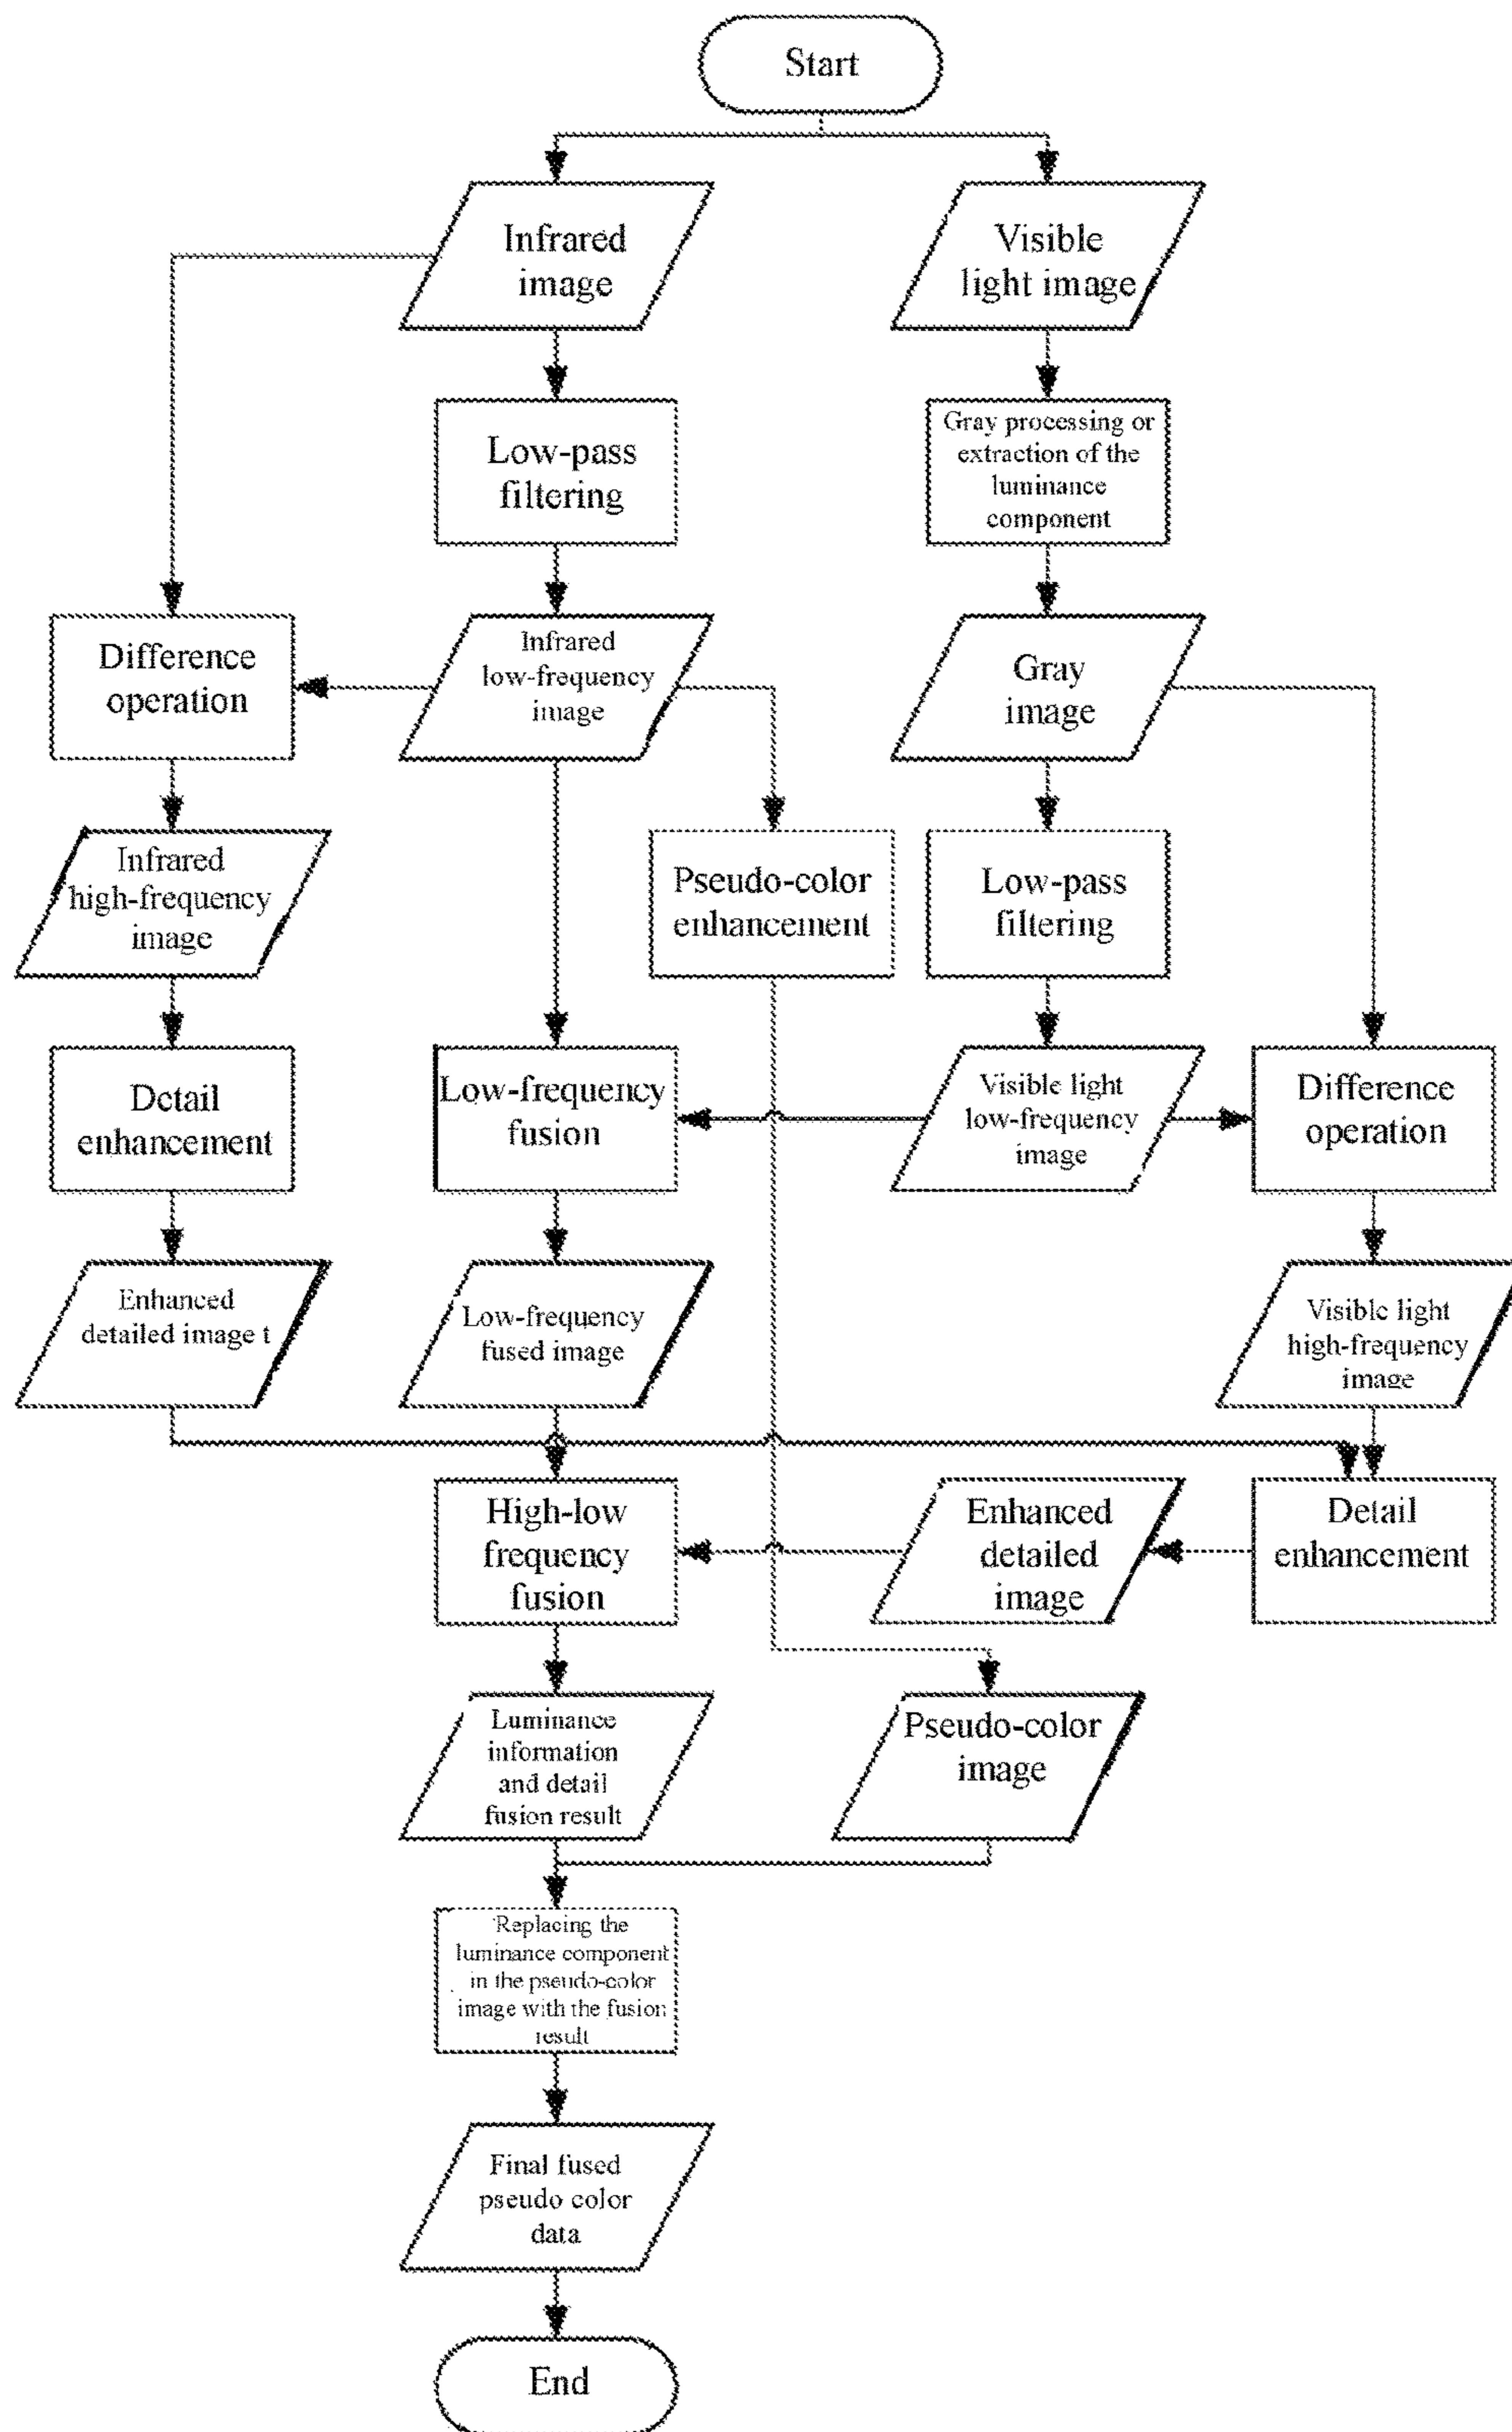 Start
Infrared
image
Visible
light image
Low-pass
filtering
Gray processing or
extraction of the
luminance
component
Difference
operation
Infrared
low-frequency
image
Gray
image
Infrared
high-frequency
image
Pseudo-color
enhancement
Low-pass
filtering
Detail
enhancement
Low-frequency
fusion
Visible light
low-frequency
image
Difference
operation
Enhanced
detailed image t
Low-frequency
fused image
Visible light
high-frequency
image
High-low
frequency
fusion
Enhanced
detailed
image
Detail
enhancement
Luminance
information
and detail
fusion result
Pseudo-color
image
Replacing the
luminance component
in the pseudo-color
image with the fusion
result
Final fused
pseudo color
data
End